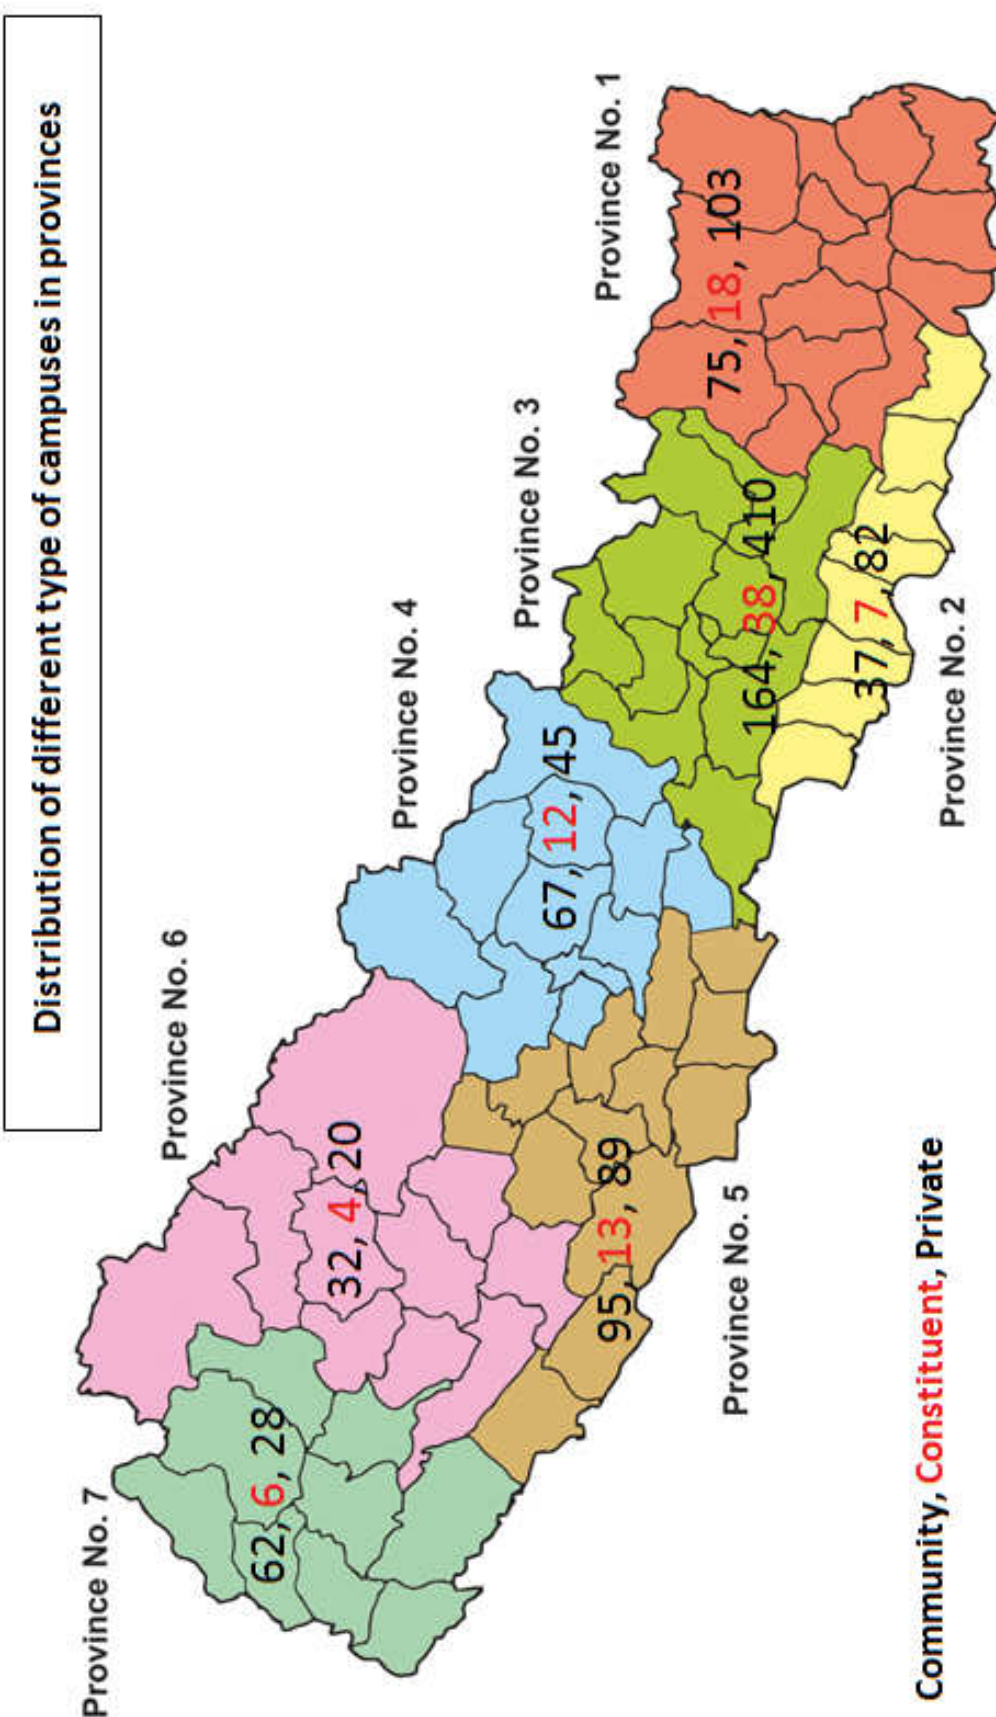 Distribution of different type of campuses in provinces
Province No. 7
62, 6, 28
Province No. 6
32, 4, 20
Province No. 5
95, 13, 89
Province No. 4
67, 12, 45
Province No. 3
164, 38, 410
Province No. 2
37, 7, 82
Province No. 1
75, 18, 103
Community, Constituent, Private